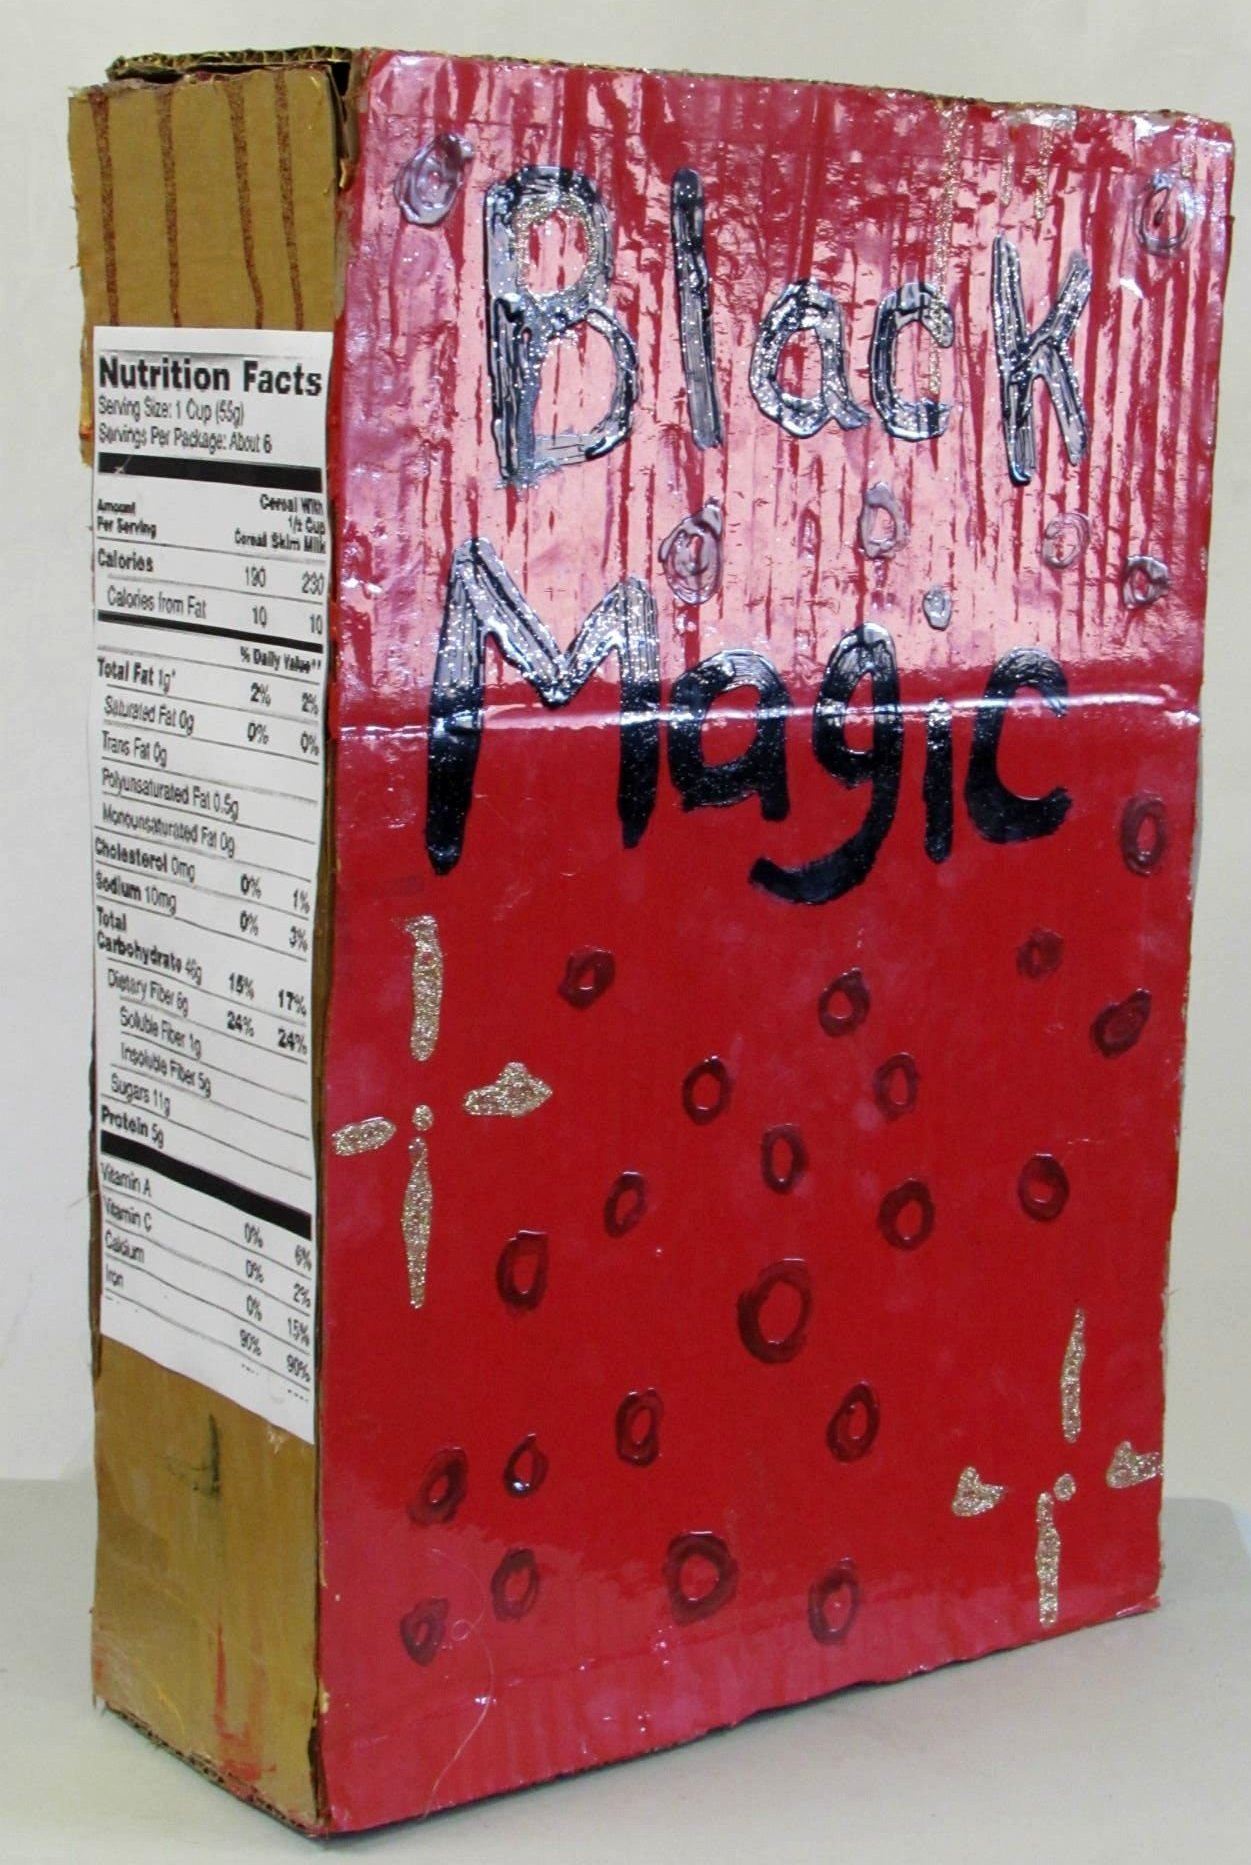 Black
Magic
Nutrition Facts
Serving Size: 1 Cup (55g)
Servings Per Package: About 6
Amount
Per Serving
Cereal With
1/2 Cup
Cereal Skim Milk
Calories 190 230
Calories from Fat 10 10
% Daily Value**
Total Fat 1g* 2% 2%
Saturated Fat 0g 0% 0%
Trans Fat 0g
Polyunsaturated Fat 0.5g
Monounsaturated Fat 0g
Cholesterol 0mg 0% 1%
Sodium 10mg 0% 3%
Total
Carbohydrate 46g 15% 17%
Dietary Fiber 6g 24% 24%
Soluble Fiber 1g
Insoluble Fiber 5g
Sugars 11g
Protein 5g
Vitamin A 0% 6%
Vitamin C 0% 2%
Calcium 0% 15%
Iron 90% 90%